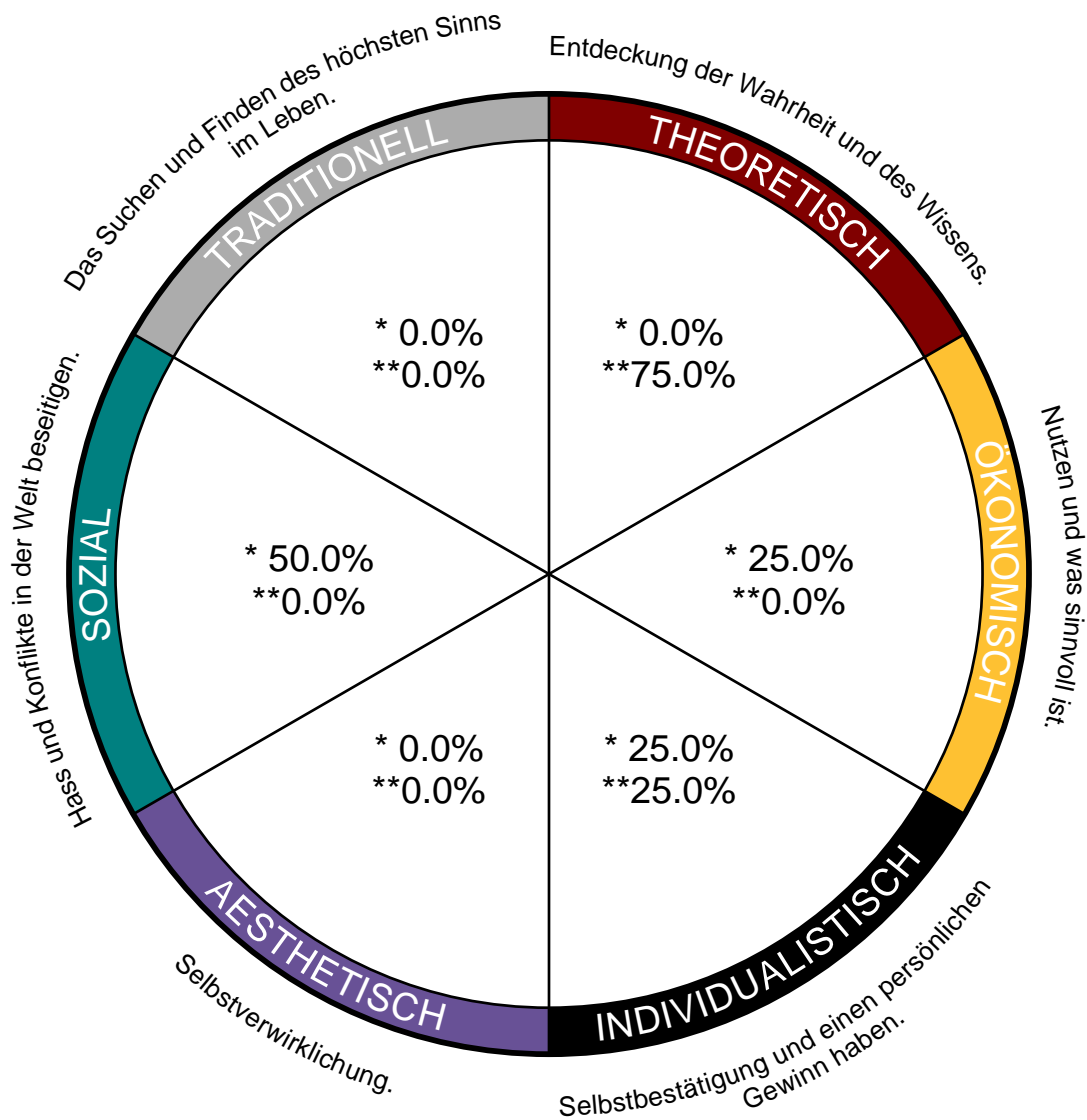 Das Suchen und Finden des höchsten Sinns
im Leben.
TRADITIONELL
* 0.0%
**0.0%
Entdeckung der Wahrheit und des Wissens.
THEORETISCH
* 0.0%
**75.0%
Nutzen und was sinnvoll ist.
ÖKONOMISCH
* 25.0%
**0.0%
Selbstbestätigung und einen persönlichen
Gewinn haben.
INDIVIDUALISTISCH
* 25.0%
**25.0%
Selbstverwirklichung.
AESTHETISCH
* 0.0%
**0.0%
Hass und Konflikte in der Welt beseitigen.
SOZIAL
* 50.0%
**0.0%